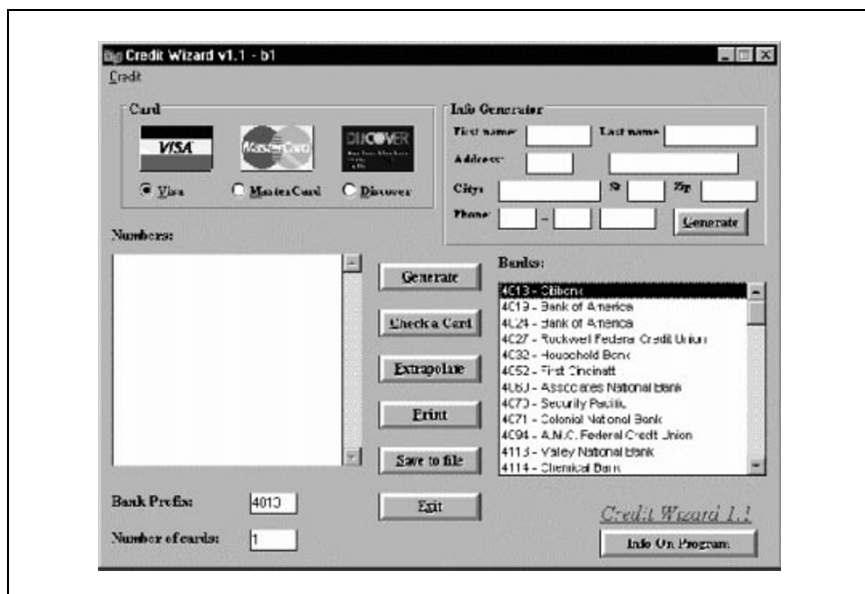 Credit Wizard v1.1 - b1
Credit
Card
VISA
MasterCard
DISCOVER
Visa
MasterCard
Discover
Info Generator
First name:
Last name
Address:
City:
St
Zip
Phone:
-
Generate
Numbers:
Generate
Check a Card
Extrapolate
Print
Save to file
Exit
Banks:
4013 - Citibank
4019 - Bank of America
4024 - Bank of America
4027 - Rockwell Federal Credit Union
4032 - Household Bank
4052 - First Cincinatti
4060 - Associates National Bank
4070 - Security Pacific
4071 - Colonial National Bank
4094 - A.M.C. Federal Credit Union
4113 - Valley National Bank
4114 - Chemical Bank
Bank Prefix:
4013
Number of cards:
1
Credit Wizard 1.1
Info On Program